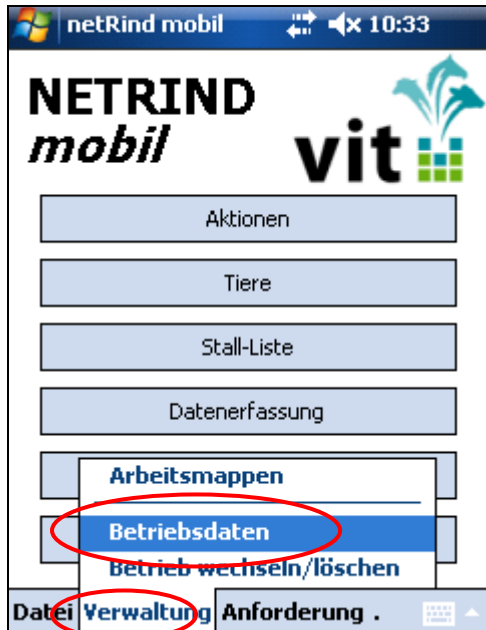 netRind mobil 10:33
NETRIND
mobil
vit
Aktionen
Tiere
Stall-Liste
Datenerfassung
Arbeitsmappen
Betriebsdaten
Betrieb wechseln/löschen
Datei Verwaltung Anforderung .